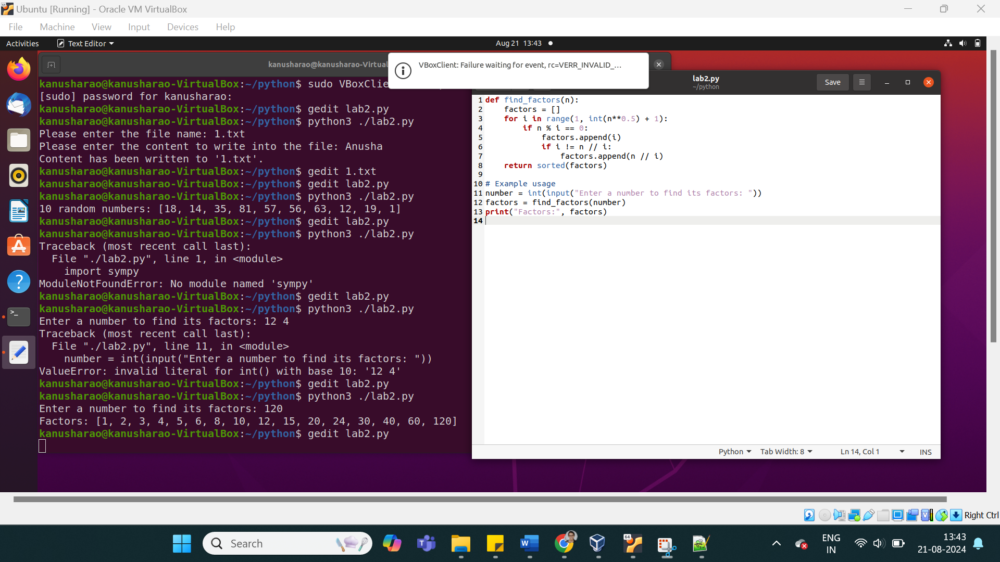 Ubuntu [Running] - Oracle VM VirtualBox
File Machine View Input Devices Help
Activities Text Editor Aug 21 13:43
kanusharao@kanusharao-Virtual
VBoxClient: Failure waiting for event, rc=VERR_INVALID_...
kanusharao@kanusharao-VirtualBox:~/python$ sudo VBoxClie
[sudo] password for kanusharao:
kanusharao@kanusharao-VirtualBox:~/python$ gedit lab2.py
kanusharao@kanusharao-VirtualBox:~/python$ python3 ./lab2.py
Please enter the file name: 1.txt
Please enter the content to write into the file: Anusha
Content has been written to '1.txt'.
kanusharao@kanusharao-VirtualBox:~/python$ gedit 1.txt
kanusharao@kanusharao-VirtualBox:~/python$ gedit lab2.py
kanusharao@kanusharao-VirtualBox:~/python$ python3 ./lab2.py
10 random numbers: [18, 14, 35, 81, 57, 56, 63, 12, 19, 1]
kanusharao@kanusharao-VirtualBox:~/python$ gedit lab2.py
kanusharao@kanusharao-VirtualBox:~/python$ python3 ./lab2.py
Traceback (most recent call last):
  File "./lab2.py", line 1, in <module>
    import sympy
ModuleNotFoundError: No module named 'sympy'
kanusharao@kanusharao-VirtualBox:~/python$ gedit lab2.py
kanusharao@kanusharao-VirtualBox:~/python$ python3 ./lab2.py
Enter a number to find its factors: 12 4
Traceback (most recent call last):
  File "./lab2.py", line 11, in <module>
    number = int(input("Enter a number to find its factors: "))
ValueError: invalid literal for int() with base 10: '12 4'
kanusharao@kanusharao-VirtualBox:~/python$ gedit lab2.py
kanusharao@kanusharao-VirtualBox:~/python$ python3 ./lab2.py
Enter a number to find its factors: 120
Factors: [1, 2, 3, 4, 5, 6, 8, 10, 12, 15, 20, 24, 30, 40, 60, 120]
kanusharao@kanusharao-VirtualBox:~/python$ gedit lab2.py
lab2.py
~/python
Save
1 def find_factors(n):
2     factors = []
3     for i in range(1, int(n**0.5) + 1):
4         if n % i == 0:
5             factors.append(i)
6             if i != n // i:
7                 factors.append(n // i)
8     return sorted(factors)
9
10 # Example usage
11 number = int(input("Enter a number to find its factors: "))
12 factors = find_factors(number)
13 print("Factors:", factors)
14
Python Tab Width: 8 Ln 14, Col 1 INS
Right Ctrl
Search
ENG
IN
13:43
21-08-2024